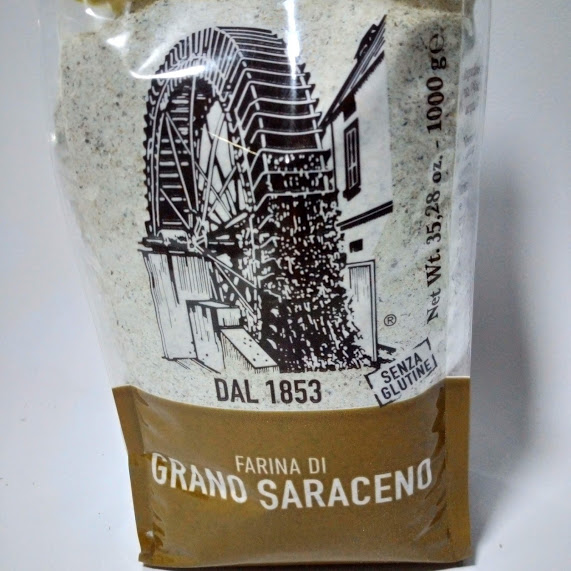 Net Wt. 35,28 oz. - 1000 g ℮
®
DAL 1853
SENZA
GLUTINE
FARINA DI
GRANO SARACENO